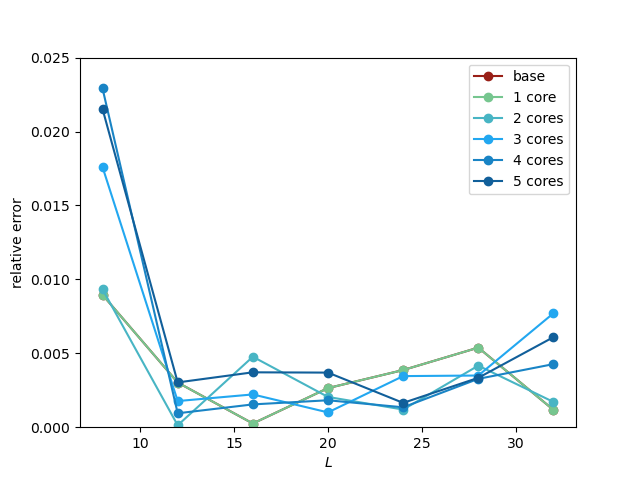 0.025
0.020
0.015
0.010
0.005
0.000
relative error
10
15
20
25
30
L
base
1 core
2 cores
3 cores
4 cores
5 cores